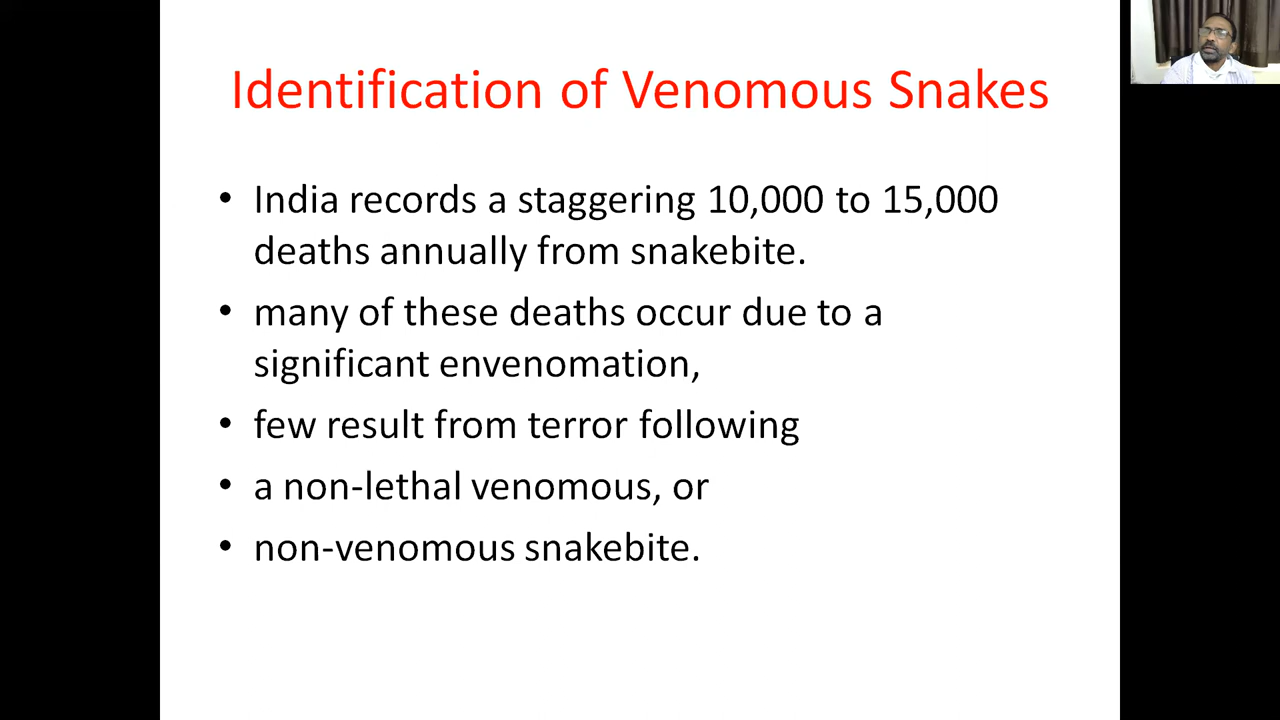 Identification of Venomous Snakes
• India records a staggering 10,000 to 15,000
deaths annually from snakebite.
• many of these deaths occur due to a
significant envenomation,
• few result from terror following
• a non-lethal venomous, or
• non-venomous snakebite.